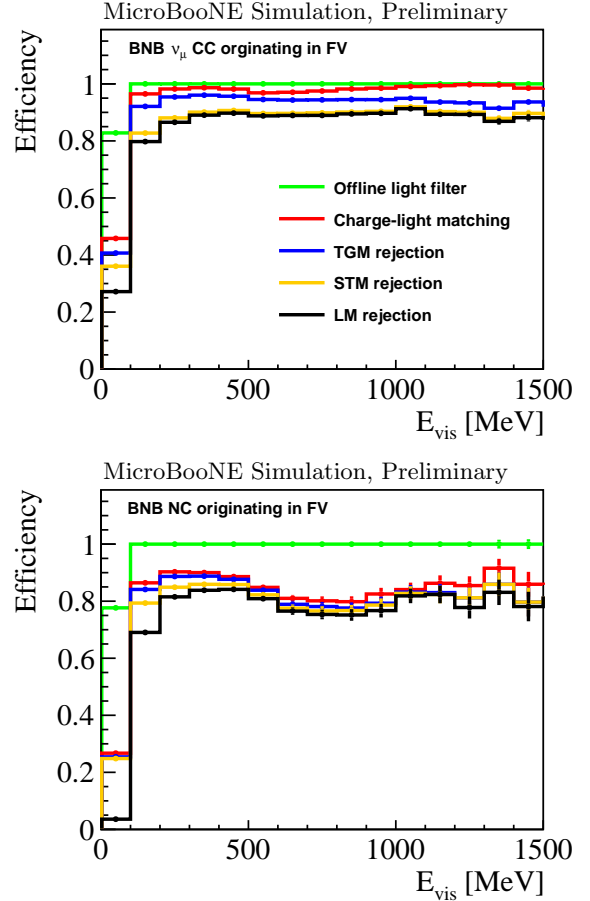 MicroBooNE Simulation, Preliminary
BNB νμ CC orginating in FV
Efficiency
1
0.8
0.6
0.4
0.2
0
Offline light filter
Charge-light matching
TGM rejection
STM rejection
LM rejection
0 500 1000 1500
E_vis [MeV]
MicroBooNE Simulation, Preliminary
BNB NC originating in FV
Efficiency
1
0.8
0.6
0.4
0.2
0
0 500 1000 1500
E_vis [MeV]